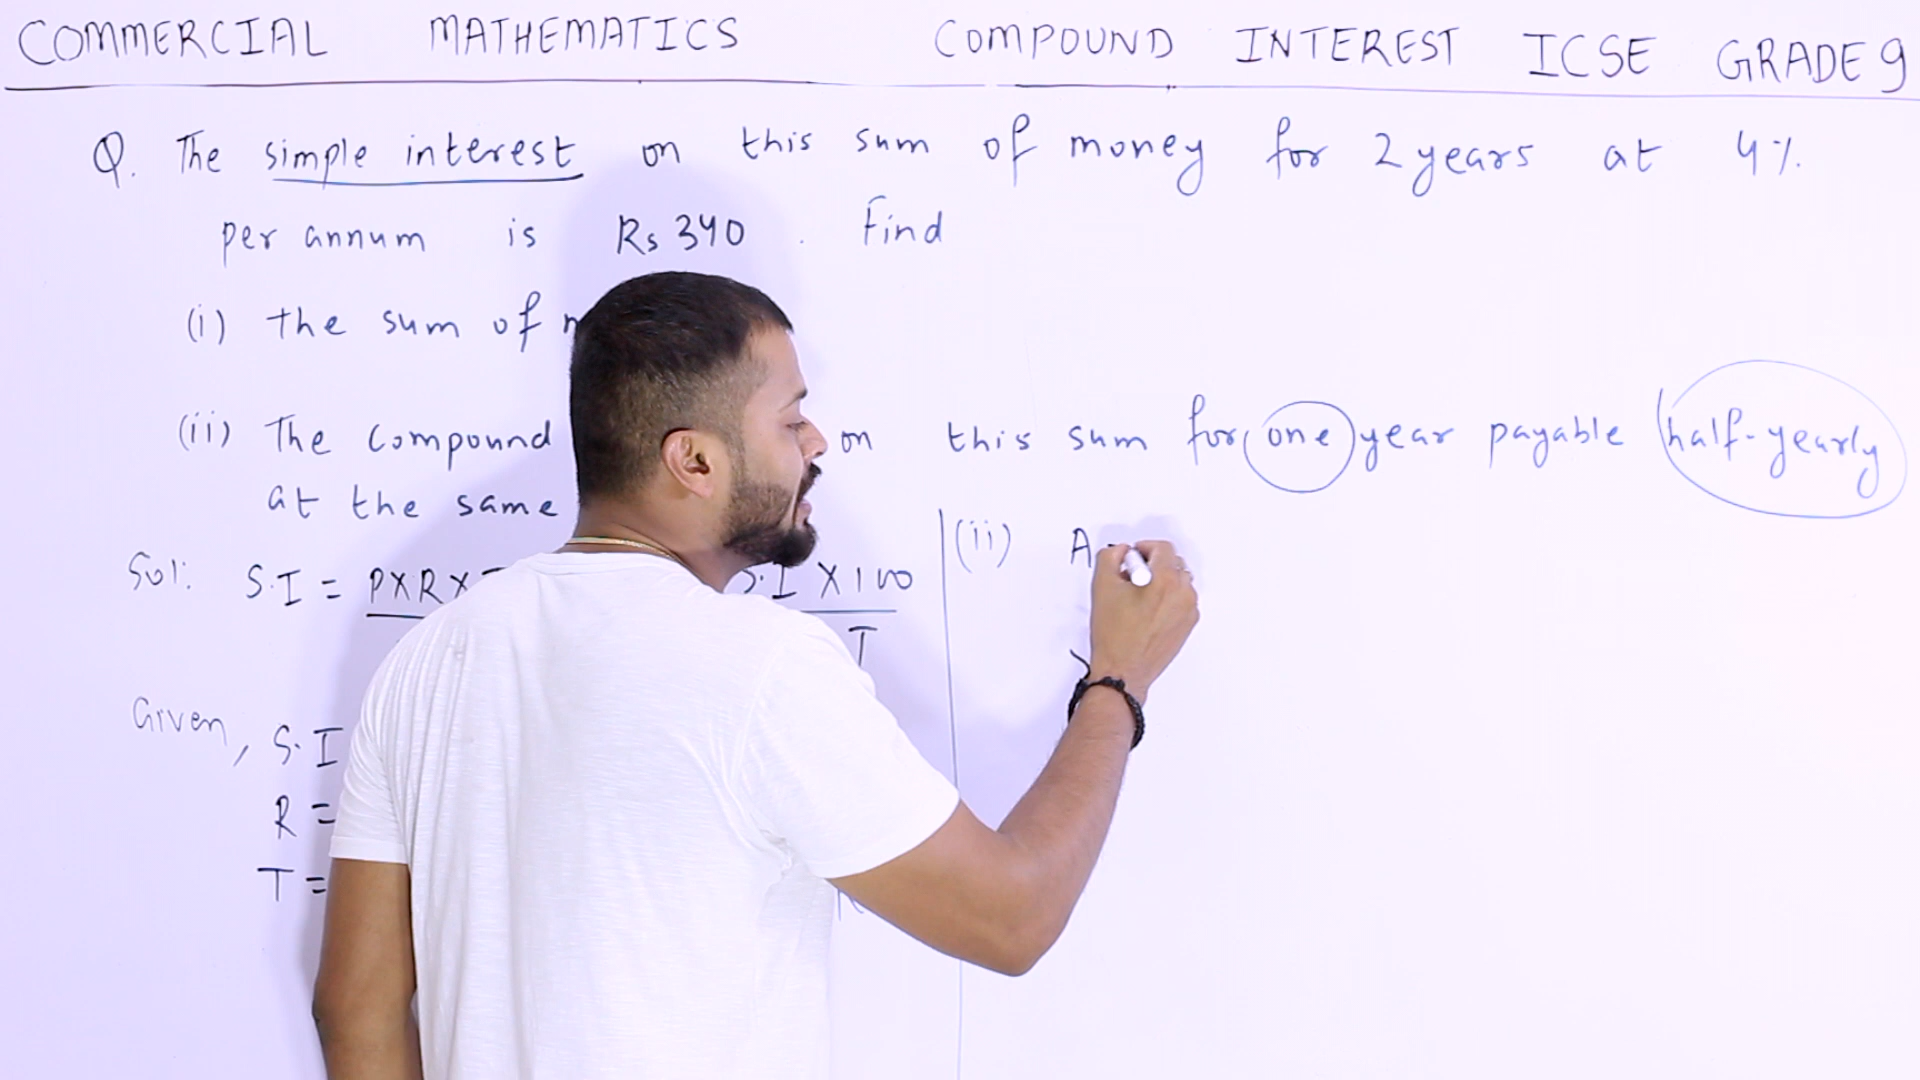 COMMERCIAL MATHEMATICS COMPOUND INTEREST ICSE GRADE 9
Q. The simple interest on this sum of money for 2 years at 4%
per annum is Rs 340. Find
(i) the sum of
(ii) The compound on this sum for one year payable half-yearly
at the same
Sol: S.I = PXRX S.I X 100
T
(ii) A
Given, S.I
R =
T =